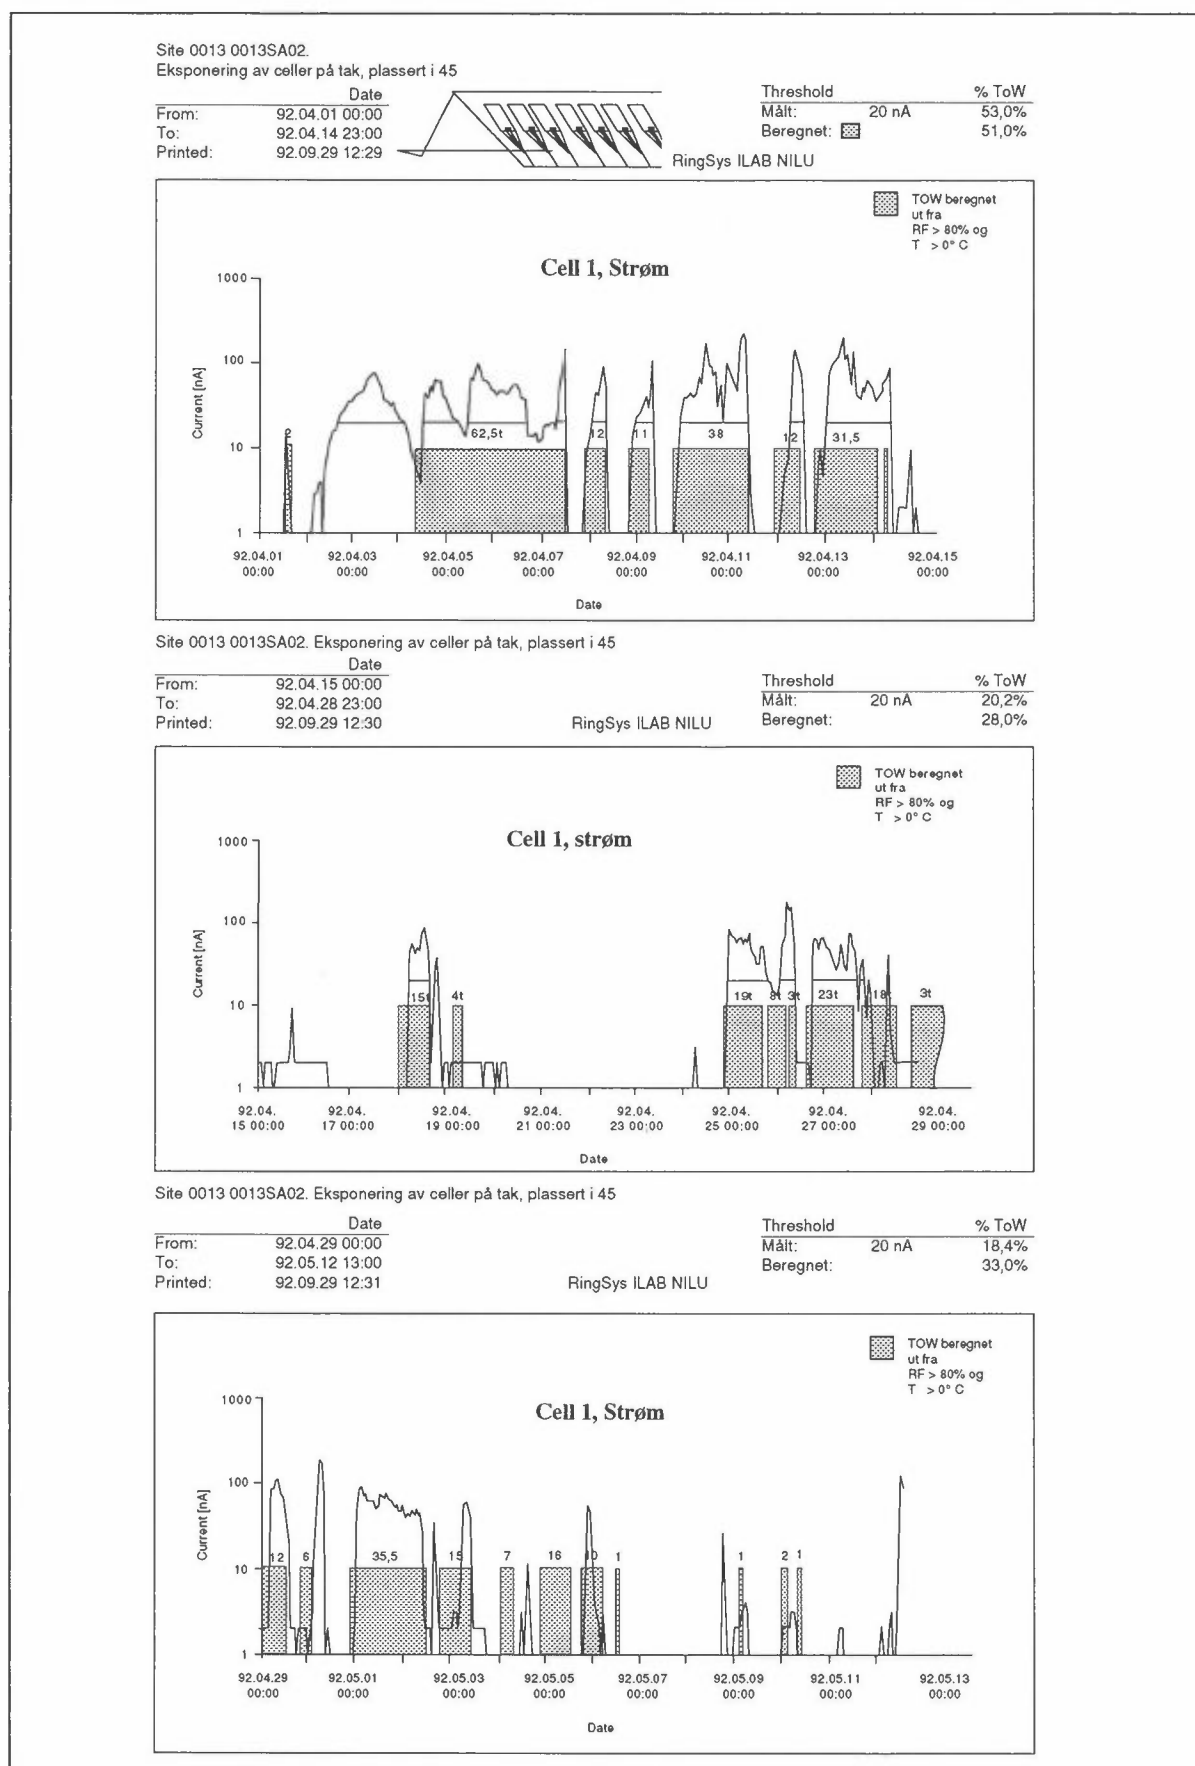 Site 0013 0013SA02.
Eksponering av celler på tak, plassert i 45
Date
From: 92.04.01 00:00
To: 92.04.14 23:00
Printed: 92.09.29 12:29
Threshold % ToW
Målt: 20 nA 53,0%
Beregnet: 51,0%
RingSys ILAB NILU
TOW beregnet
ut fra
RF > 80% og
T > 0° C
Cell 1, Strøm
Current [nA]
1000
100
10
1
2 62,5t 12 11 38 12 31,5
92.04.01 92.04.03 92.04.05 92.04.07 92.04.09 92.04.11 92.04.13 92.04.15
00:00 00:00 00:00 00:00 00:00 00:00 00:00 00:00
Date
Site 0013 0013SA02. Eksponering av celler på tak, plassert i 45
Date
From: 92.04.15 00:00
To: 92.04.28 23:00
Printed: 92.09.29 12:30
RingSys ILAB NILU
Threshold % ToW
Målt: 20 nA 20,2%
Beregnet: 28,0%
TOW beregnet
ut fra
RF > 80% og
T > 0° C
Cell 1, strøm
Current [nA]
1000
100
10
1
15t 4t 19t 8t 3t 23t 18t 3t
92.04. 92.04. 92.04. 92.04. 92.04. 92.04. 92.04. 92.04.
15 00:00 17 00:00 19 00:00 21 00:00 23 00:00 25 00:00 27 00:00 29 00:00
Date
Site 0013 0013SA02. Eksponering av celler på tak, plassert i 45
Date
From: 92.04.29 00:00
To: 92.05.12 13:00
Printed: 92.09.29 12:31
RingSys ILAB NILU
Threshold % ToW
Målt: 20 nA 18,4%
Beregnet: 33,0%
TOW beregnet
ut fra
RF > 80% og
T > 0° C
Cell 1, Strøm
Current [nA]
1000
100
10
1
12 6 35,5 15 7 16 10 1 1 2 1
92.04.29 92.05.01 92.05.03 92.05.05 92.05.07 92.05.09 92.05.11 92.05.13
00:00 00:00 00:00 00:00 00:00 00:00 00:00 00:00
Date